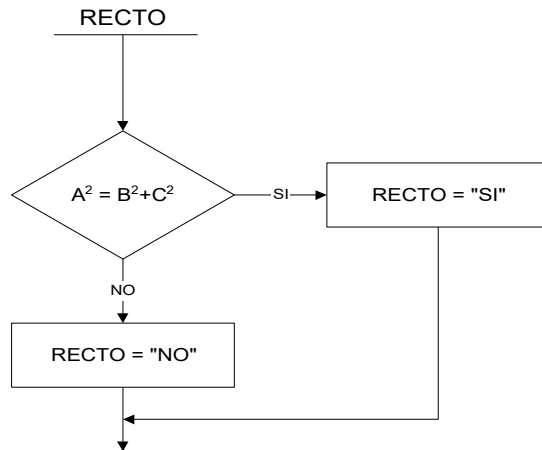 RECTO
A² = B²+C²
SI
RECTO = "SI"
NO
RECTO = "NO"